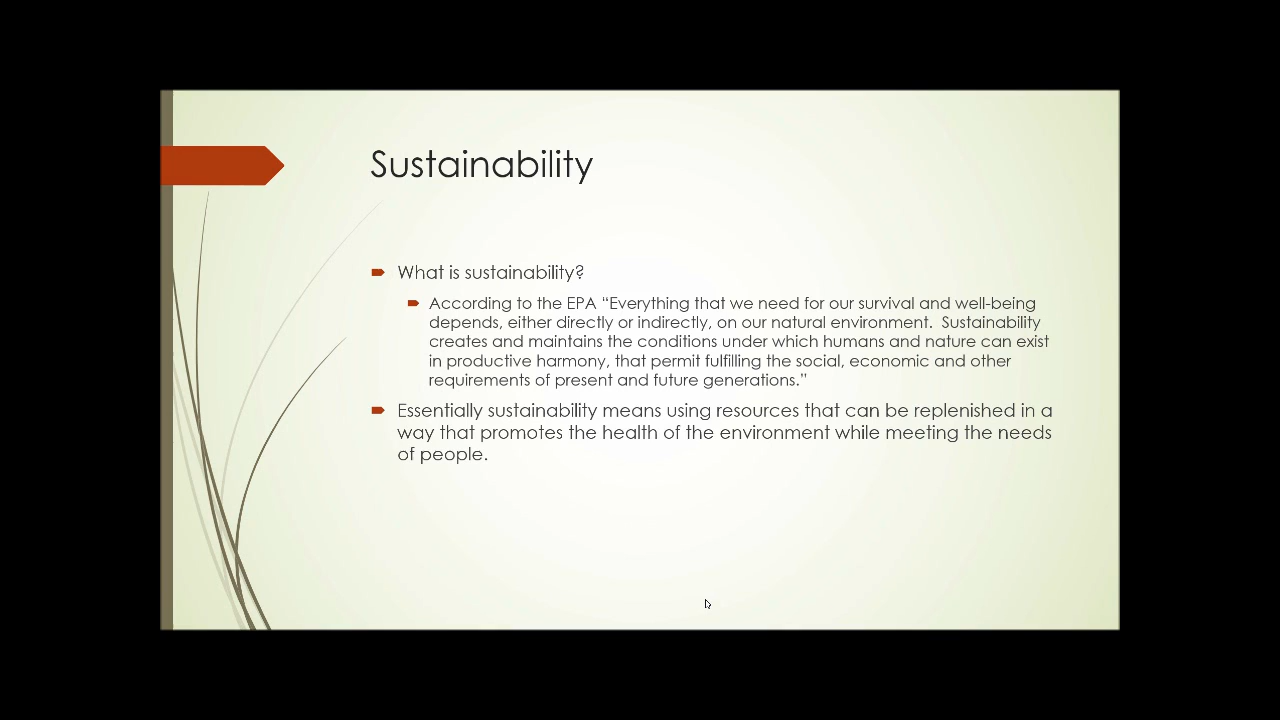 Sustainability
What is sustainability?
According to the EPA “Everything that we need for our survival and well-being
depends, either directly or indirectly, on our natural environment.  Sustainability
creates and maintains the conditions under which humans and nature can exist
in productive harmony, that permit fulfilling the social, economic and other
requirements of present and future generations.”
Essentially sustainability means using resources that can be replenished in a
way that promotes the health of the environment while meeting the needs
of people.